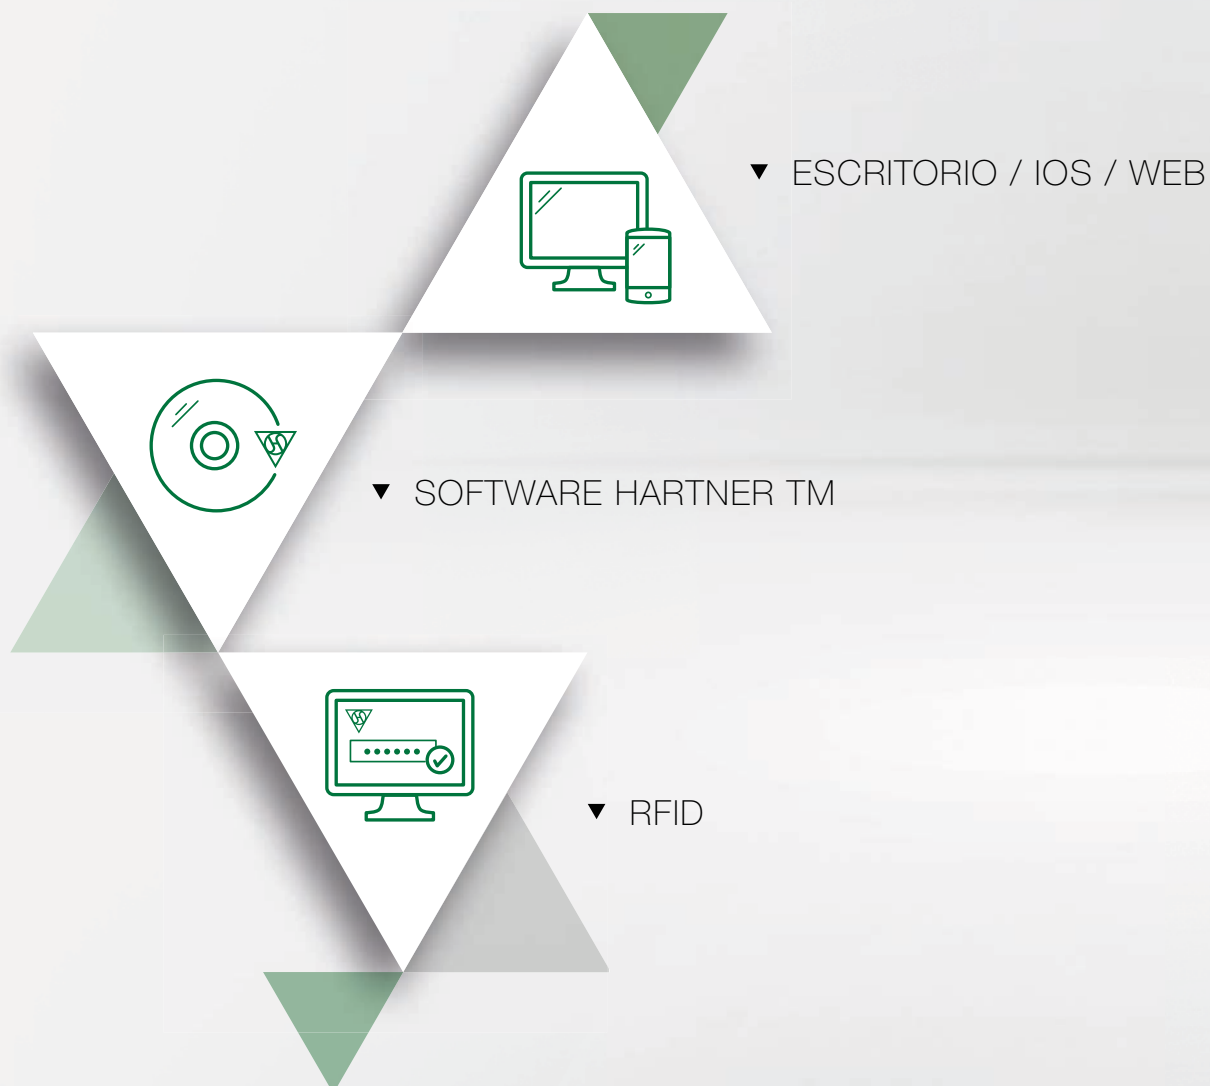 ▼ ESCRITORIO / IOS / WEB
▼ SOFTWARE HARTNER TM
▼ RFID